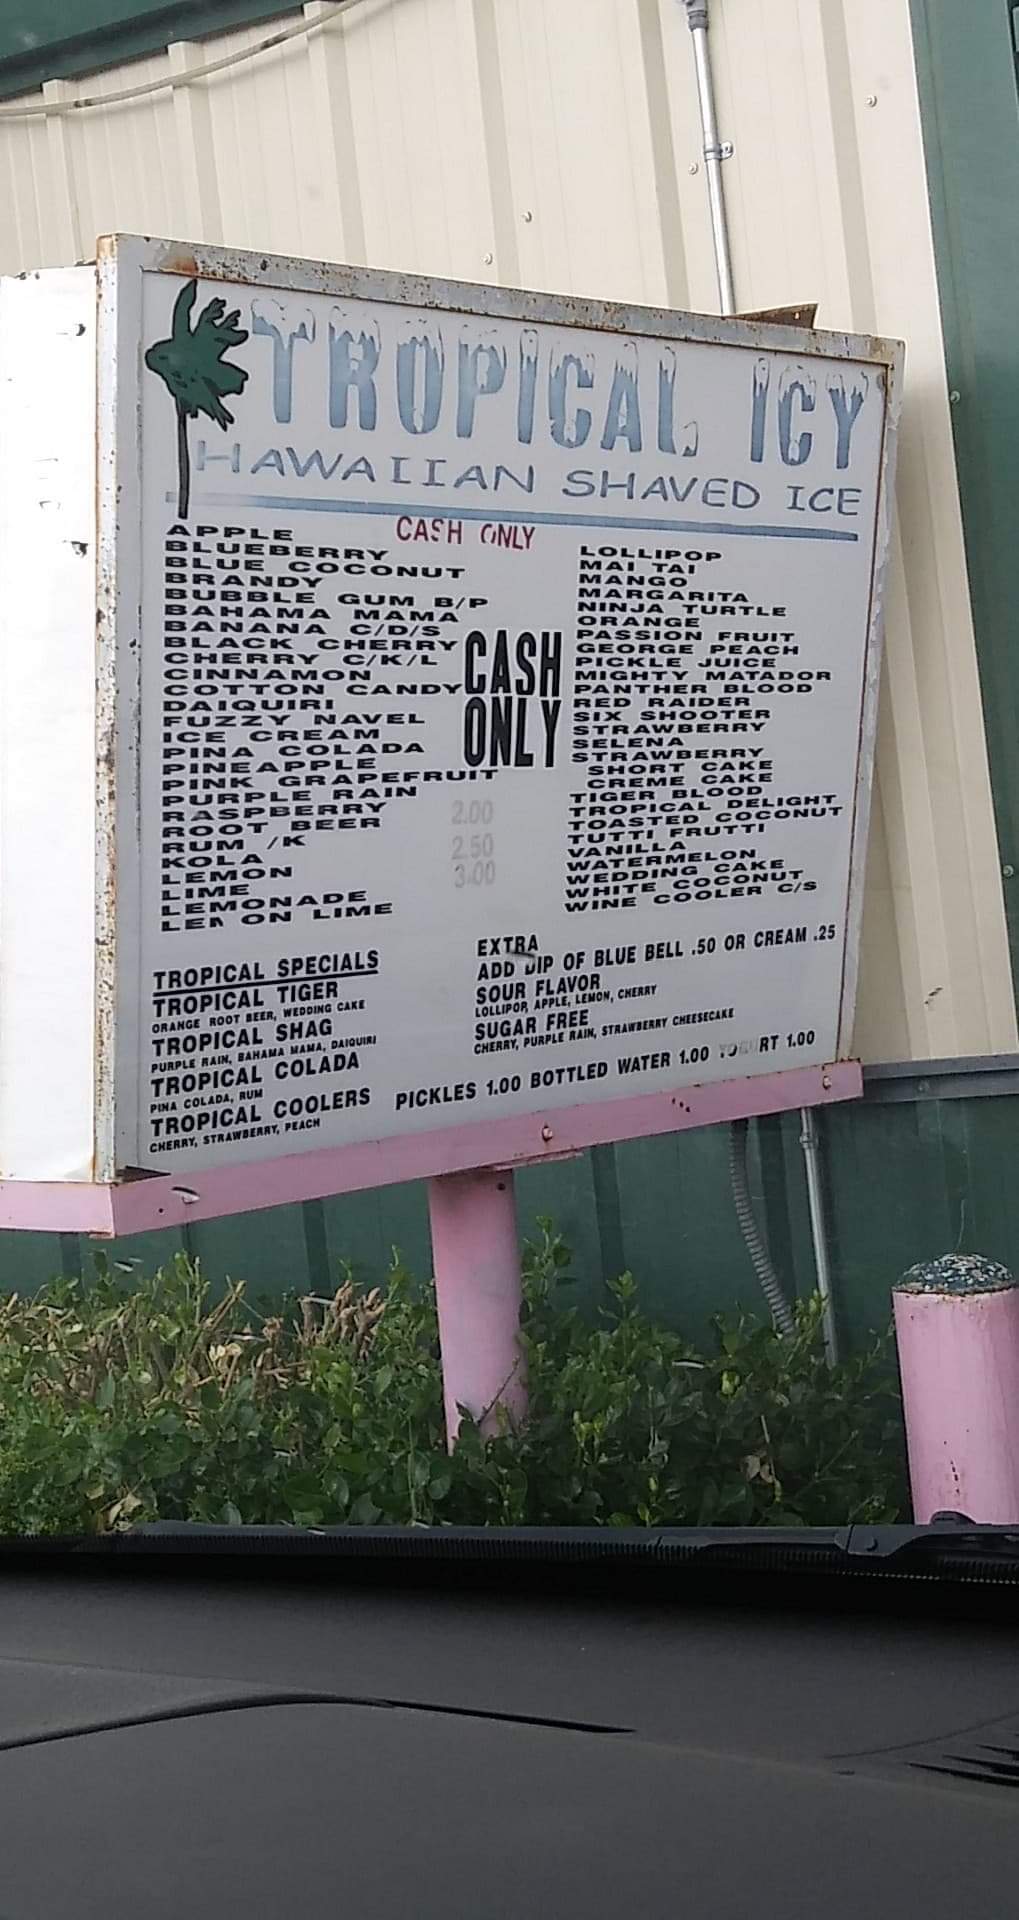 TROPICAL ICY
HAWAIIAN SHAVED ICE
CASH ONLY
APPLE
BLUEBERRY
BLUE COCONUT
BRANDY
BUBBLE GUM B/P
BAHAMA MAMA
BANANA C/D/S
BLACK CHERRY
CHERRY C/K/L
CINNAMON
COTTON CANDY
DAIQUIRI
FUZZY NAVEL
ICE CREAM
PINA COLADA
PINEAPPLE
PINK GRAPEFRUIT
PURPLE RAIN
RASPBERRY
ROOT BEER
RUM /K
KOLA
LEMON
LIME
LEMONADE
LEMON LIME
CASH
ONLY
2.00
2.50
3.00
LOLLIPOP
MAI TAI
MANGO
MARGARITA
NINJA TURTLE
ORANGE
PASSION FRUIT
GEORGE PEACH
PICKLE JUICE
MIGHTY MATADOR
PANTHER BLOOD
RED RAIDER
SIX SHOOTER
STRAWBERRY
SELENA
STRAWBERRY
SHORT CAKE
CREME CAKE
TIGER BLOOD
TROPICAL DELIGHT
TOASTED COCONUT
TUTTI FRUTTI
VANILLA
WATERMELON
WEDDING CAKE
WHITE COCONUT
WINE COOLER C/S
TROPICAL SPECIALS
TROPICAL TIGER
ORANGE ROOT BEER, WEDDING CAKE
TROPICAL SHAG
PURPLE RAIN, BAHAMA MAMA, DAIQUIRI
TROPICAL COLADA
PINA COLADA, RUM
TROPICAL COOLERS
CHERRY, STRAWBERRY, PEACH
EXTRA
ADD DIP OF BLUE BELL .50 OR CREAM .25
SOUR FLAVOR
LOLLIPOP, APPLE, LEMON, CHERRY
SUGAR FREE
CHERRY, PURPLE RAIN, STRAWBERRY CHEESECAKE
PICKLES 1.00 BOTTLED WATER 1.00 YOGURT 1.00